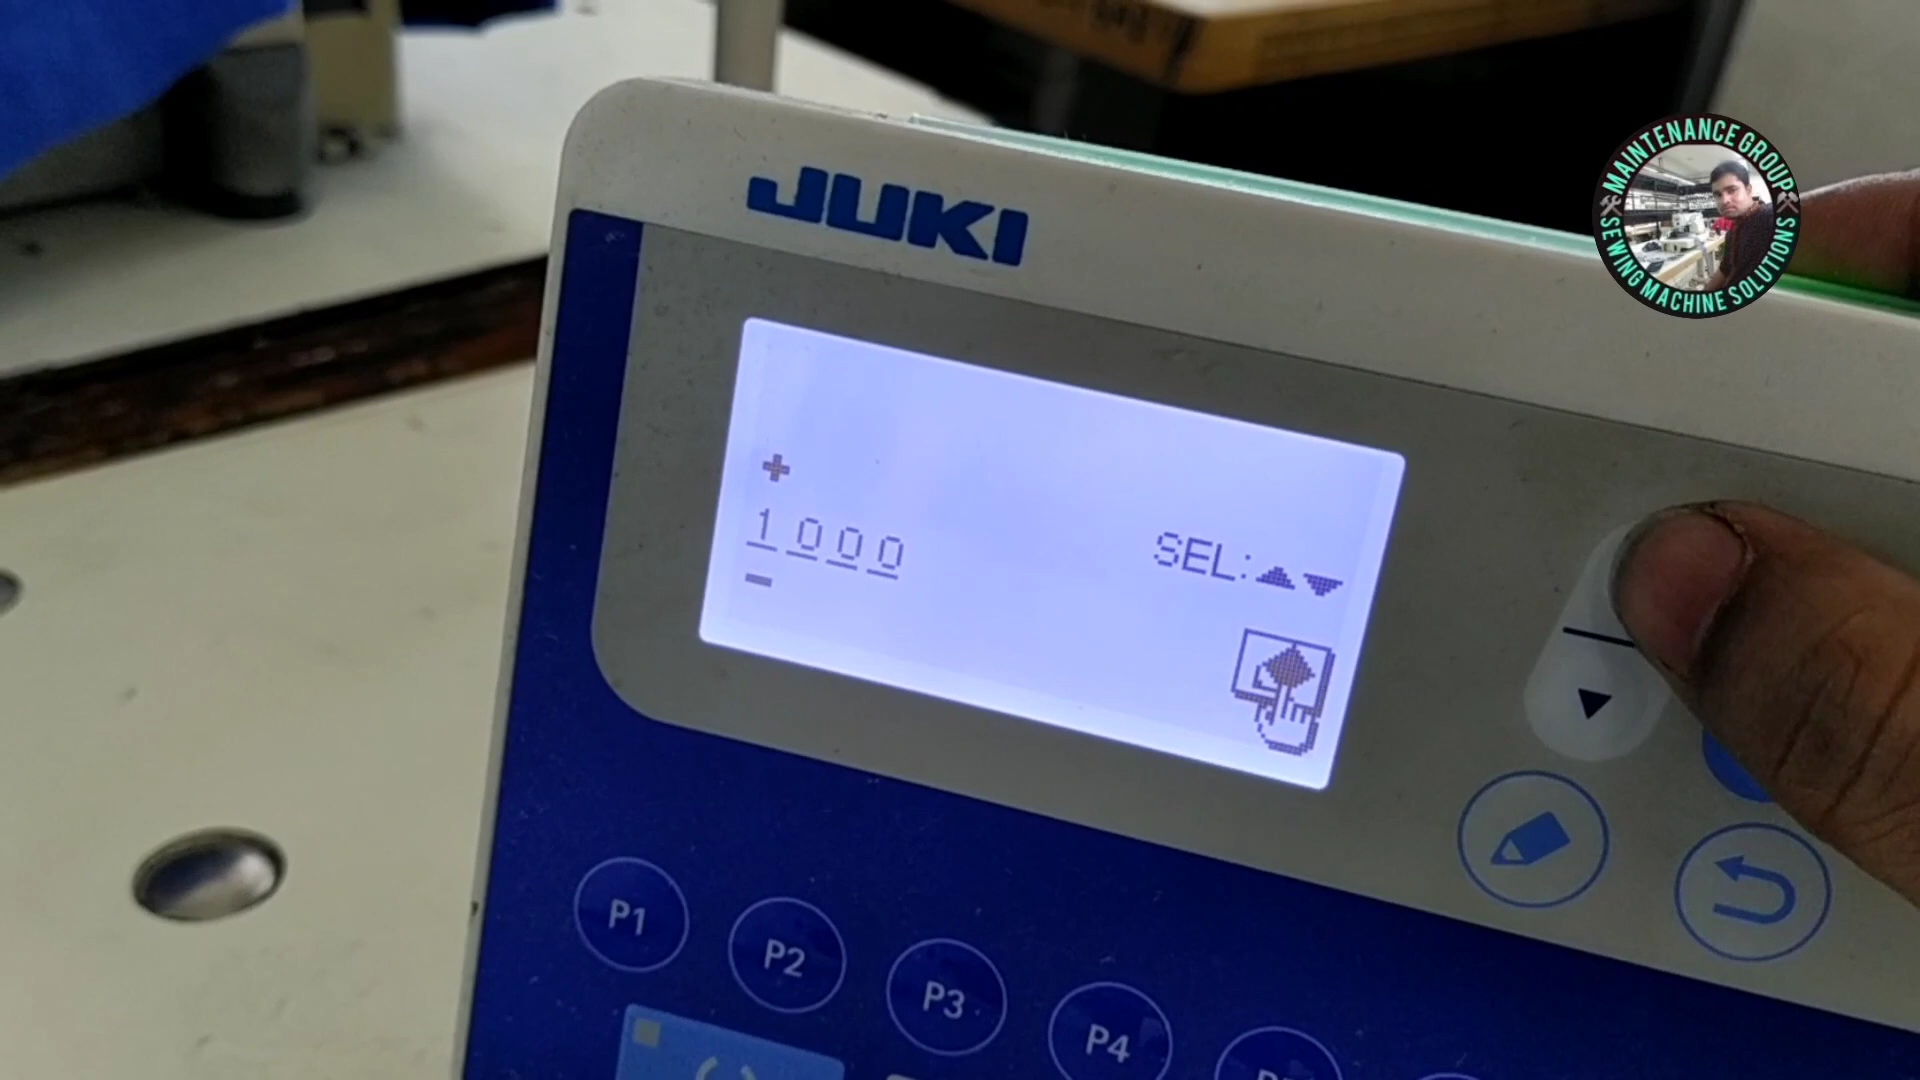 JUKI
MAINTENANCE GROUP
SEWING MACHINE SOLUTIONS
+
1000
-
SEL:▲▼
P1
P2
P3
P4